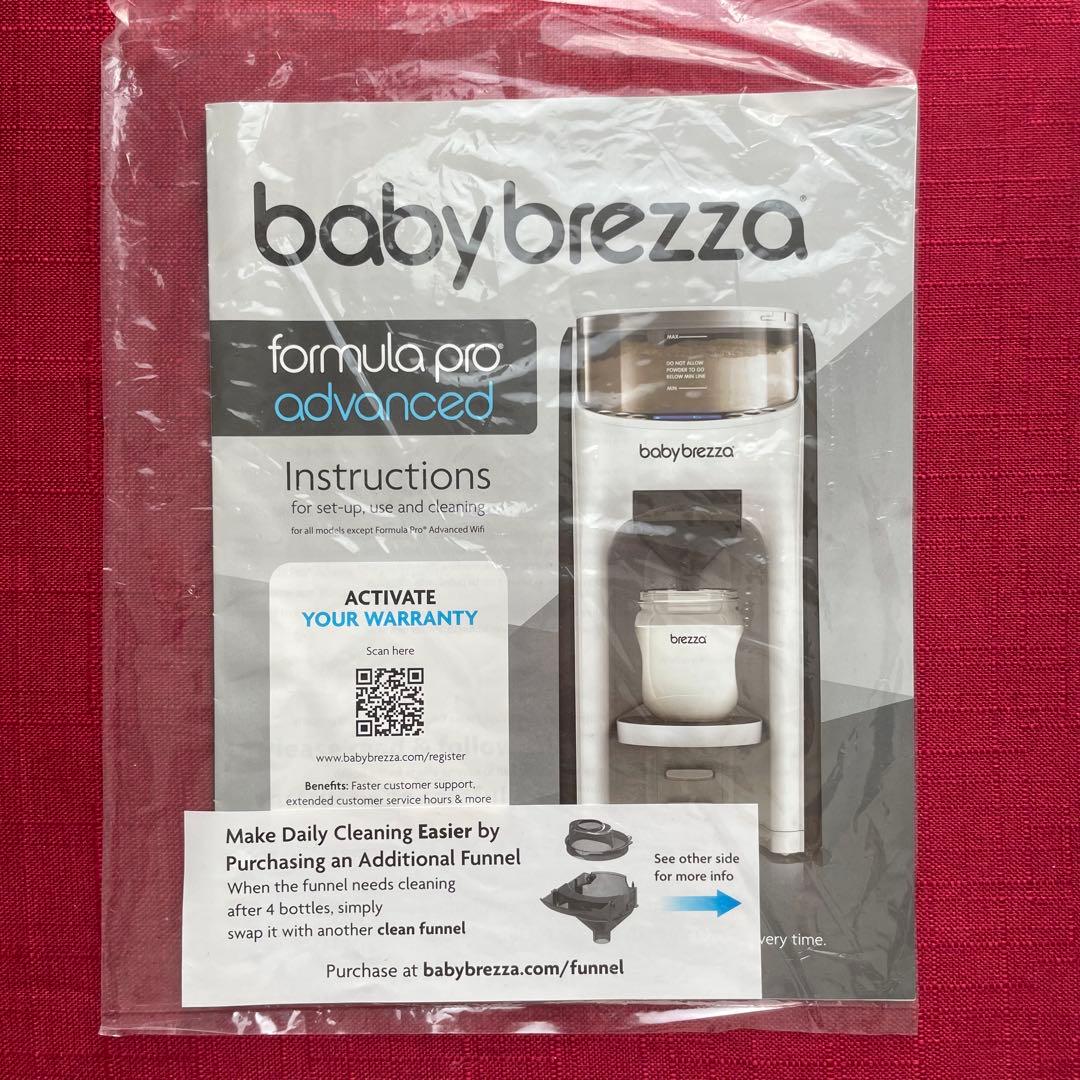 babybrezza®
formula pro®
advanced
Instructions
for set-up, use and cleaning
for all models except Formula Pro® Advanced Wifi
ACTIVATE
YOUR WARRANTY
Scan here
www.babybrezza.com/register
Benefits: Faster customer support,
extended customer service hours & more
MAX
DO NOT ALLOW
POWDER TO GO
BELOW MIN LINE
MIN
babybrezza
brezza
very time.
Make Daily Cleaning Easier by
Purchasing an Additional Funnel
When the funnel needs cleaning
after 4 bottles, simply
swap it with another clean funnel
See other side
for more info
Purchase at babybrezza.com/funnel